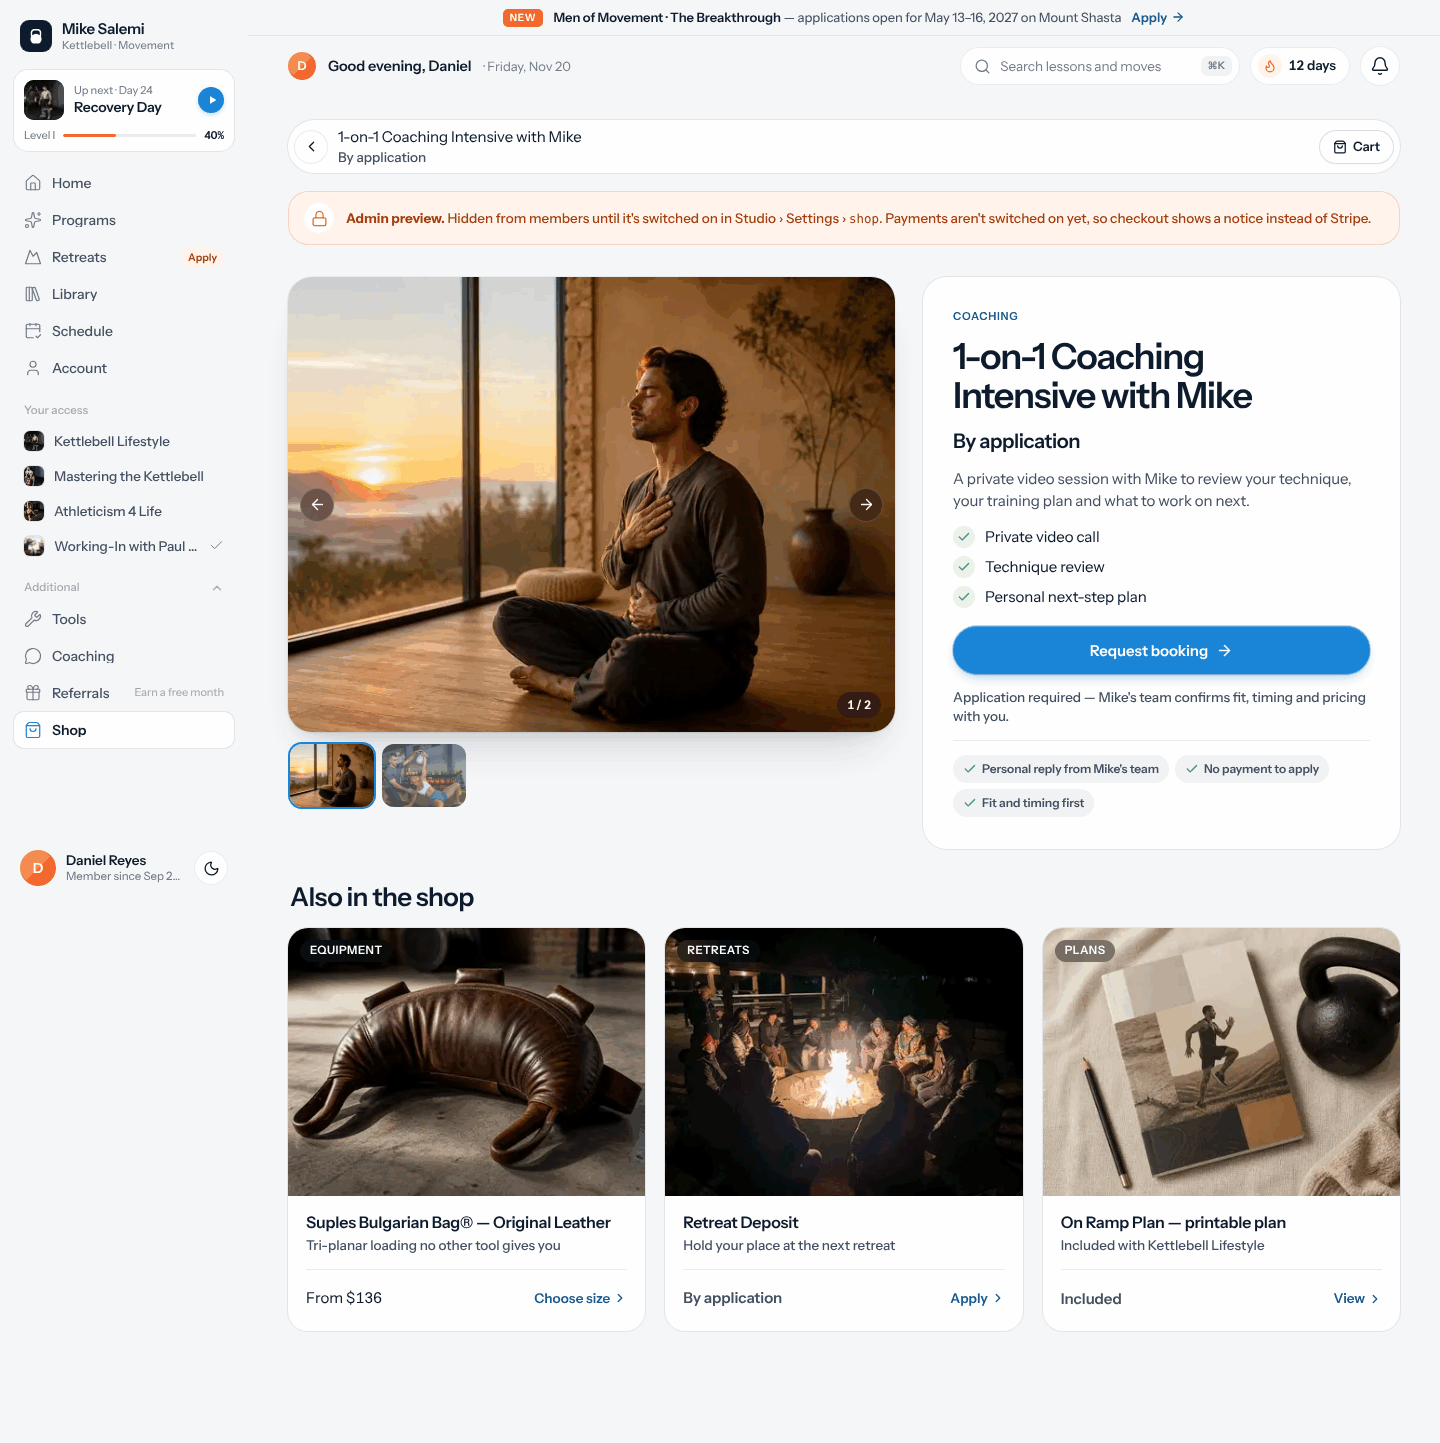 NEW Men of Movement · The Breakthrough — applications open for May 13–16, 2027 on Mount Shasta Apply
Mike Salemi
Kettlebell · Movement
Up next · Day 24
Recovery Day
Level I 40%
Home
Programs
Retreats Apply
Library
Schedule
Account
Your access
Kettlebell Lifestyle
Mastering the Kettlebell
Athleticism 4 Life
Working-In with Paul ...
Additional
Tools
Coaching
Referrals Earn a free month
Shop
D
Daniel Reyes
Member since Sep 2...
D Good evening, Daniel · Friday, Nov 20
Search lessons and moves ⌘K
12 days
1-on-1 Coaching Intensive with Mike
By application
Cart
Admin preview. Hidden from members until it's switched on in Studio › Settings › shop. Payments aren't switched on yet, so checkout shows a notice instead of Stripe.
1 / 2
COACHING
1-on-1 Coaching
Intensive with Mike
By application
A private video session with Mike to review your technique,
your training plan and what to work on next.
Private video call
Technique review
Personal next-step plan
Request booking
Application required — Mike's team confirms fit, timing and pricing
with you.
Personal reply from Mike's team No payment to apply
Fit and timing first
Also in the shop
EQUIPMENT
Suples Bulgarian Bag® — Original Leather
Tri-planar loading no other tool gives you
From $136 Choose size
RETREATS
Retreat Deposit
Hold your place at the next retreat
By application Apply
PLANS
On Ramp Plan — printable plan
Included with Kettlebell Lifestyle
Included View